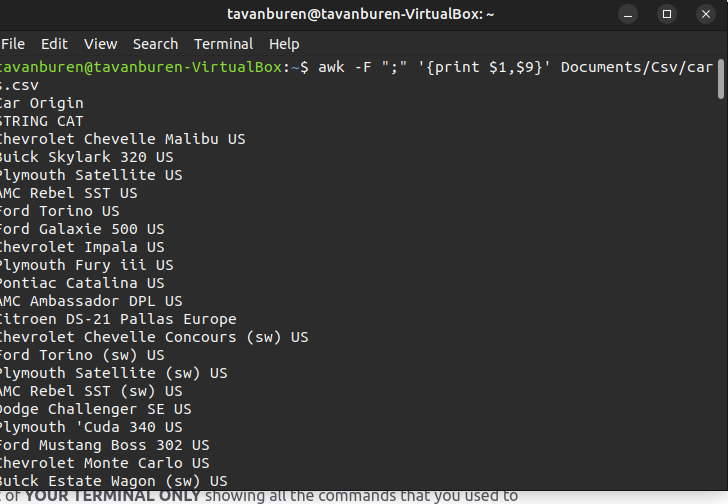 tavanburen@tavanburen-VirtualBox: ~
File Edit View Search Terminal Help
tavanburen@tavanburen-VirtualBox:~$ awk -F ";" '{print $1,$9}' Documents/Csv/car
s.csv
Car Origin
STRING CAT
Chevrolet Chevelle Malibu US
Buick Skylark 320 US
Plymouth Satellite US
AMC Rebel SST US
Ford Torino US
Ford Galaxie 500 US
Chevrolet Impala US
Plymouth Fury iii US
Pontiac Catalina US
AMC Ambassador DPL US
Citroen DS-21 Pallas Europe
Chevrolet Chevelle Concours (sw) US
Ford Torino (sw) US
Plymouth Satellite (sw) US
AMC Rebel SST (sw) US
Dodge Challenger SE US
Plymouth 'Cuda 340 US
Ford Mustang Boss 302 US
Chevrolet Monte Carlo US
Buick Estate Wagon (sw) US
of YOUR TERMINAL ONLY showing all the commands that you used to